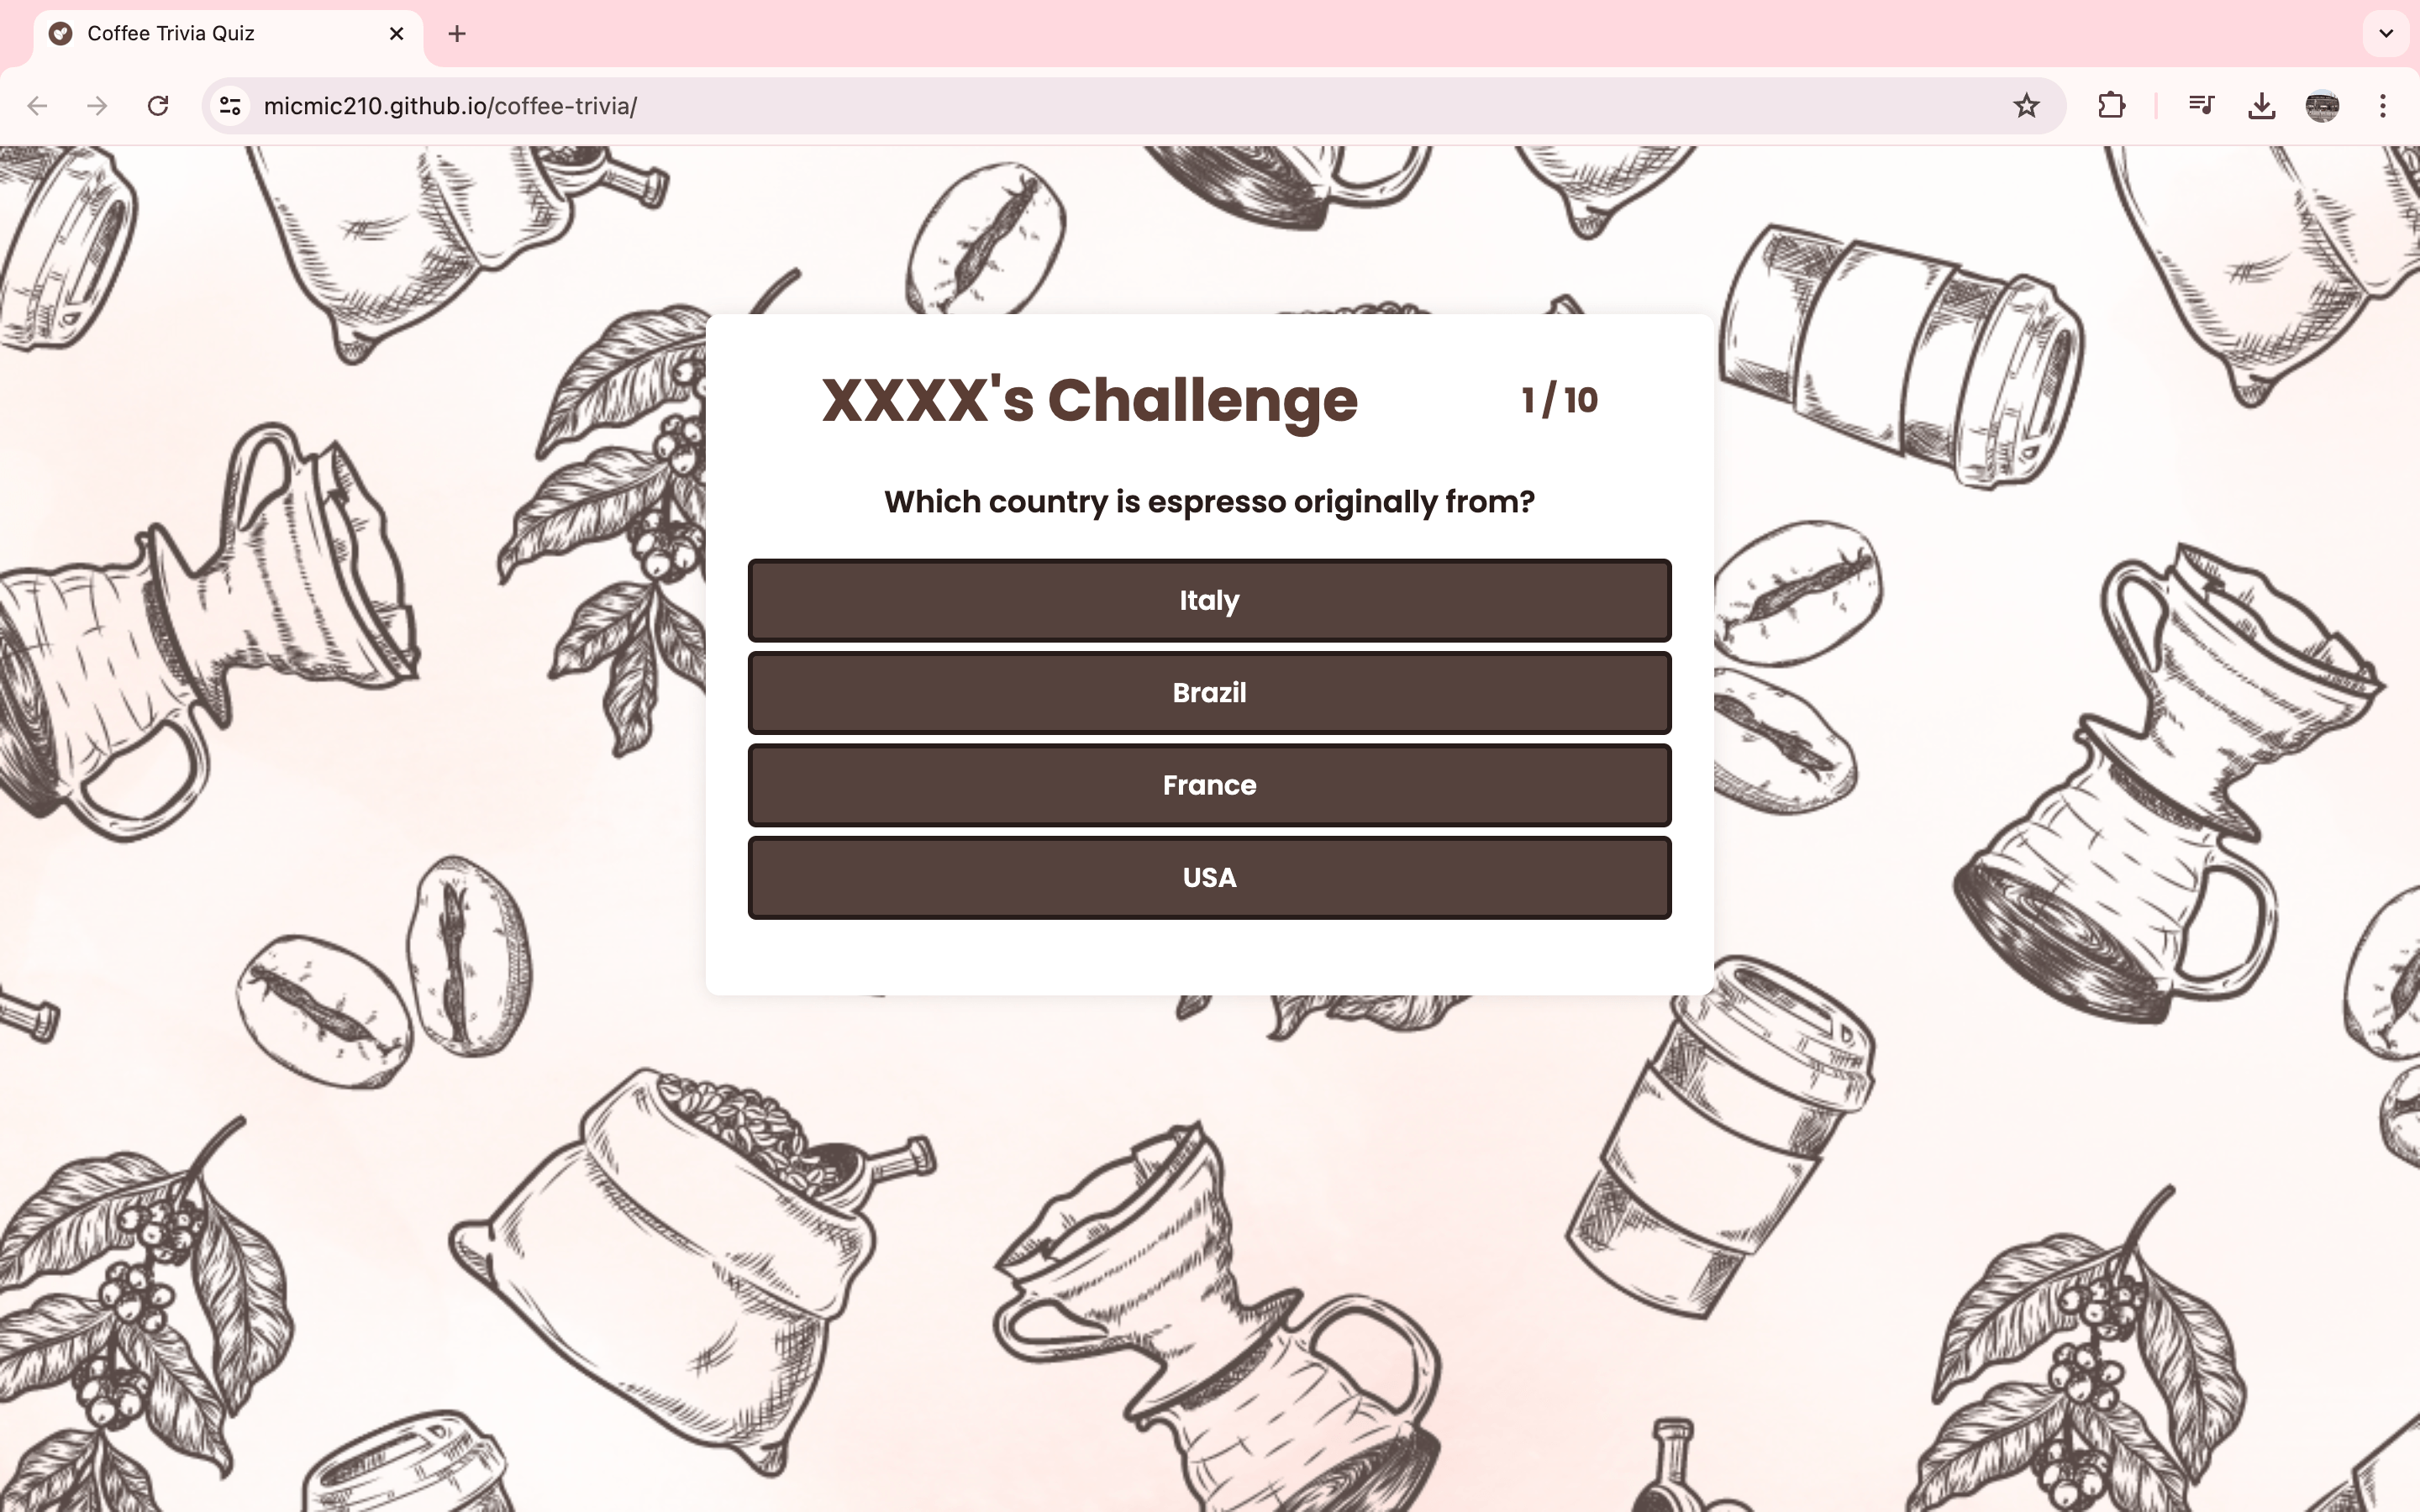 Coffee Trivia Quiz
micmic210.github.io/coffee-trivia/
XXXX's Challenge
1 / 10
Which country is espresso originally from?
Italy
Brazil
France
USA